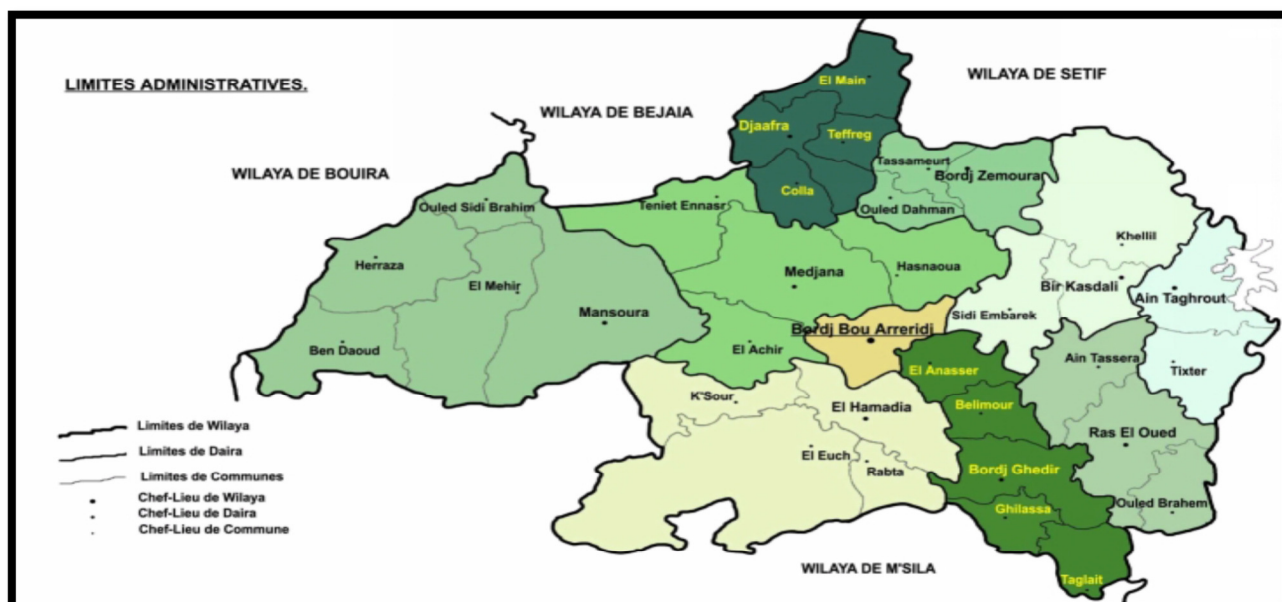 LIMITES ADMINISTRATIVES.
WILAYA DE SETIF
WILAYA DE BEJAIA
WILAYA DE BOUIRA
El Main
Djaafra
Teffreg
Tassameurt
Bordj Zemoura
Colla
Ouled Dahman
Teniet Ennasr
Ouled Sidi Brahim
Khellil
Herraza
Medjana
Hasnaoua
El Mehir
Bir Kasdali
Ain Taghrout
Mansoura
Sidi Embarek
Bordj Bou Arreridj
Ben Daoud
El Achir
Ain Tassera
El Anasser
Tixter
K'Sour
El Hamadia
Belimour
Ras El Oued
El Euch
Rabta
Bordj Ghedir
Ouled Brahem
Ghilassa
Taglait
WILAYA DE M'SILA
Limites de Wilaya
Limites de Daira
Limites de Communes
Chef-Lieu de Wilaya
Chef-Lieu de Daira
Chef-Lieu de Commune